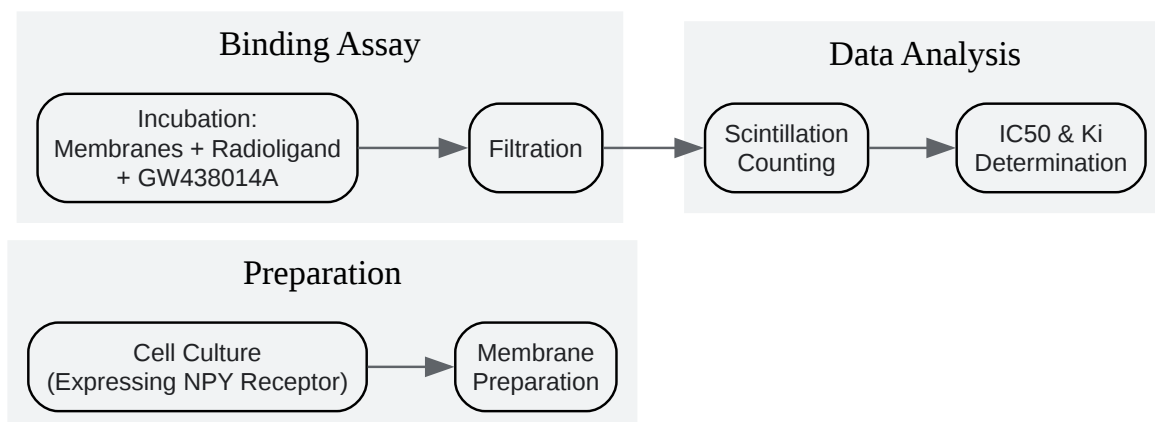 Binding Assay
Incubation:
Membranes + Radioligand
+ GW438014A
Filtration
Data Analysis
Scintillation
Counting
IC50 & Ki
Determination
Preparation
Cell Culture
(Expressing NPY Receptor)
Membrane
Preparation